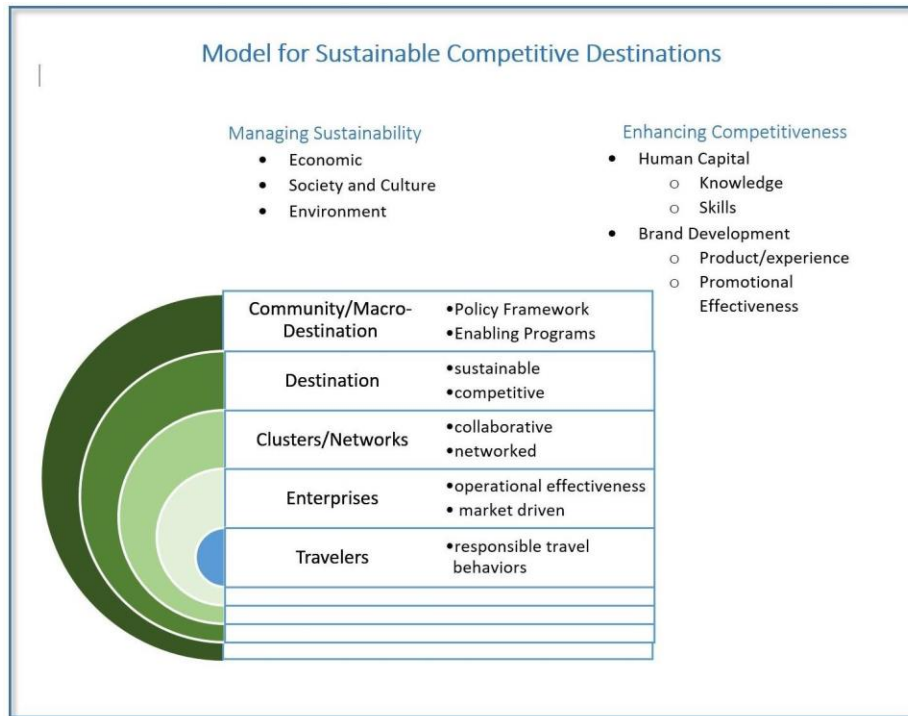 Model for Sustainable Competitive Destinations
Managing Sustainability
• Economic
• Society and Culture
• Environment
Enhancing Competitiveness
• Human Capital
o Knowledge
o Skills
• Brand Development
o Product/experience
o Promotional
Effectiveness
Community/Macro-
Destination
•Policy Framework
•Enabling Programs
Destination
•sustainable
•competitive
Clusters/Networks
•collaborative
•networked
Enterprises
•operational effectiveness
• market driven
Travelers
•responsible travel
behaviors